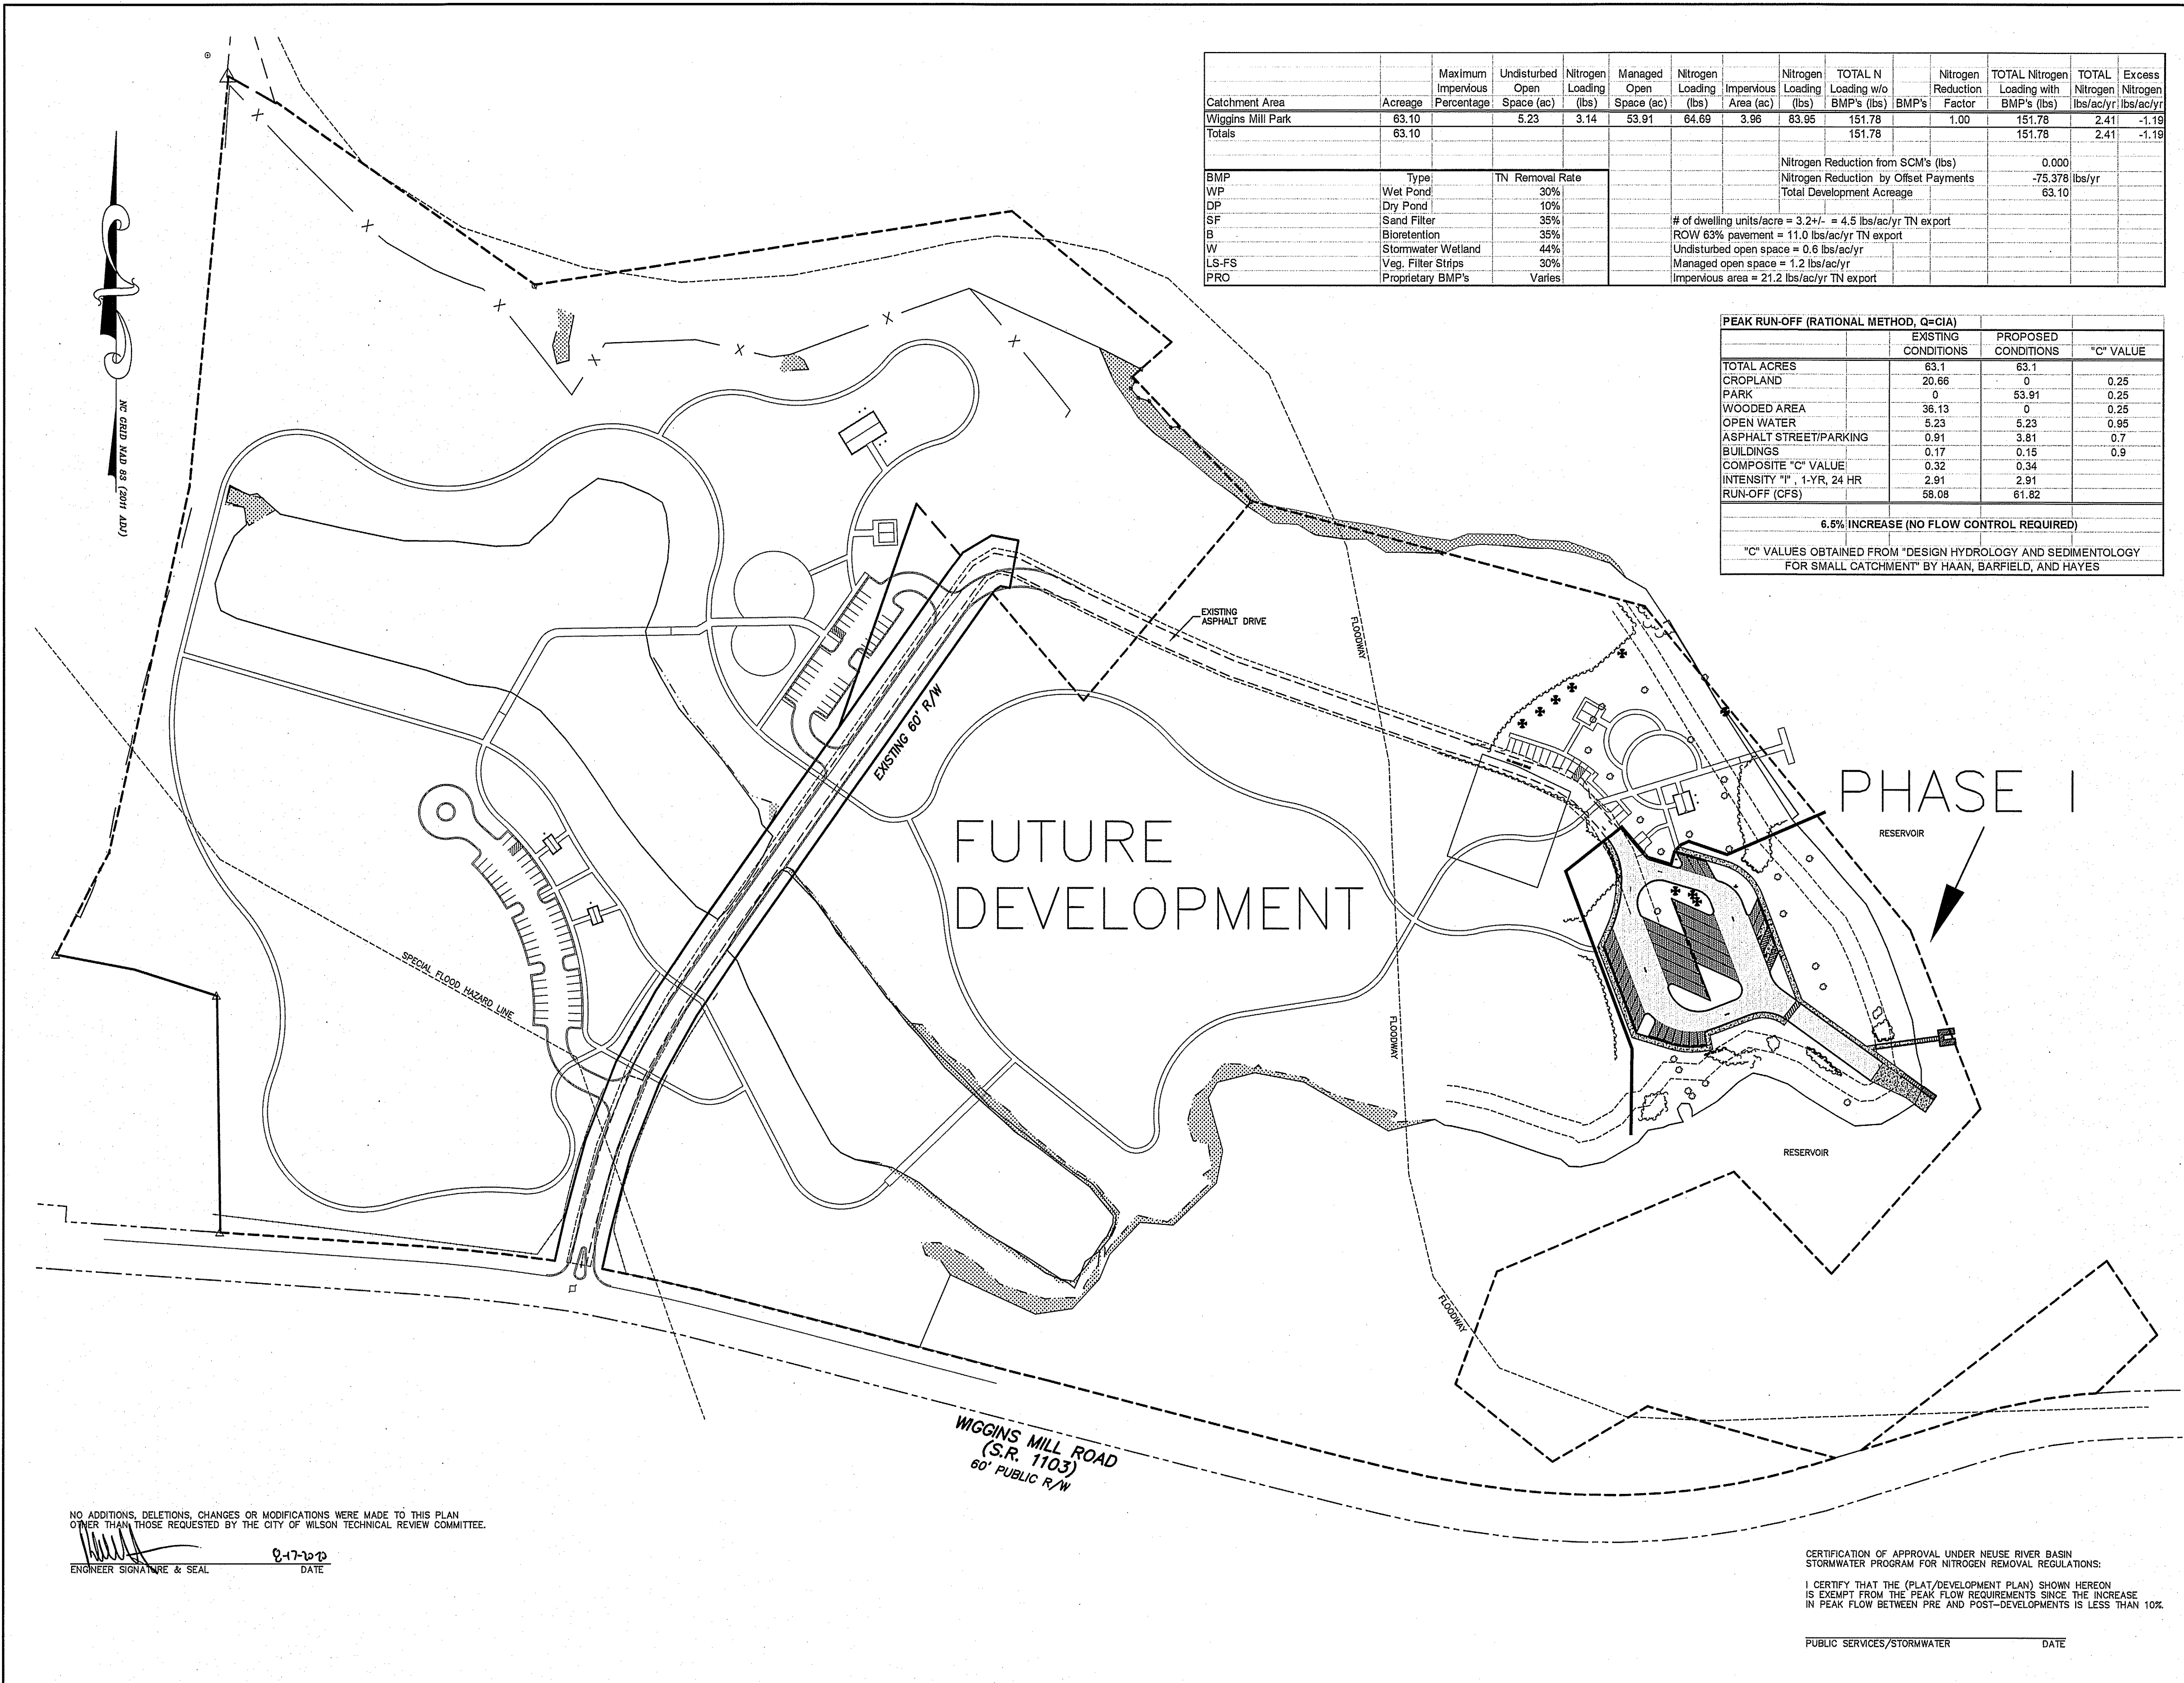 Catchment Area | Acreage | Maximum Impervious Percentage | Undisturbed Open Space (ac) | Nitrogen Loading (lbs) | Managed Open Space (ac) | Nitrogen Loading (lbs) | Impervious Area (ac) | Nitrogen Loading (lbs) | TOTAL N Loading w/o BMP's (lbs) | BMP's | Nitrogen Reduction Factor | TOTAL Nitrogen Loading with BMP's (lbs) | TOTAL Nitrogen lbs/ac/yr | Excess Nitrogen lbs/ac/yr
Wiggins Mill Park 63.10 5.23 3.14 53.91 64.69 3.96 83.95 151.78 1.00 151.78 2.41 -1.19
Totals 63.10 151.78 151.78 2.41 -1.19
Nitrogen Reduction from SCM's (lbs) 0.000
Nitrogen Reduction by Offset Payments -75.378 lbs/yr
Total Development Acreage 63.10
BMP Type TN Removal Rate
WP Wet Pond 30%
DP Dry Pond 10%
SF Sand Filter 35%
B Bioretention 35%
W Stormwater Wetland 44%
LS-FS Veg. Filter Strips 30%
PRO Proprietary BMP's Varies
# of dwelling units/acre = 3.2+/- = 4.5 lbs/ac/yr TN export
ROW 63% pavement = 11.0 lbs/ac/yr TN export
Undisturbed open space = 0.6 lbs/ac/yr
Managed open space = 1.2 lbs/ac/yr
Impervious area = 21.2 lbs/ac/yr TN export
PEAK RUN-OFF (RATIONAL METHOD, Q=CIA)
EXISTING PROPOSED
CONDITIONS CONDITIONS "C" VALUE
TOTAL ACRES 63.1 63.1
CROPLAND 20.66 0 0.25
PARK 0 53.91 0.25
WOODED AREA 36.13 0 0.25
OPEN WATER 5.23 5.23 0.95
ASPHALT STREET/PARKING 0.91 3.81 0.7
BUILDINGS 0.17 0.15 0.9
COMPOSITE "C" VALUE 0.32 0.34
INTENSITY "I" , 1-YR, 24 HR 2.91 2.91
RUN-OFF (CFS) 58.08 61.82
6.5% INCREASE (NO FLOW CONTROL REQUIRED)
"C" VALUES OBTAINED FROM "DESIGN HYDROLOGY AND SEDIMENTOLOGY
FOR SMALL CATCHMENT" BY HAAN, BARFIELD, AND HAYES
NC GRID NAD 83 (2011 ADJ)
EXISTING
ASPHALT DRIVE
FLOODWAY
EXISTING 60' R/W
PHASE I
RESERVOIR
FUTURE
DEVELOPMENT
SPECIAL FLOOD HAZARD LINE
FLOODWAY
RESERVOIR
FLOODWAY
WIGGINS MILL ROAD
(S.R. 1103)
60' PUBLIC R/W
NO ADDITIONS, DELETIONS, CHANGES OR MODIFICATIONS WERE MADE TO THIS PLAN
OTHER THAN THOSE REQUESTED BY THE CITY OF WILSON TECHNICAL REVIEW COMMITTEE.
ENGINEER SIGNATURE & SEAL DATE
CERTIFICATION OF APPROVAL UNDER NEUSE RIVER BASIN
STORMWATER PROGRAM FOR NITROGEN REMOVAL REGULATIONS:
I CERTIFY THAT THE (PLAT/DEVELOPMENT PLAN) SHOWN HEREON
IS EXEMPT FROM THE PEAK FLOW REQUIREMENTS SINCE THE INCREASE
IN PEAK FLOW BETWEEN PRE AND POST-DEVELOPMENTS IS LESS THAN 10%.
PUBLIC SERVICES/STORMWATER DATE